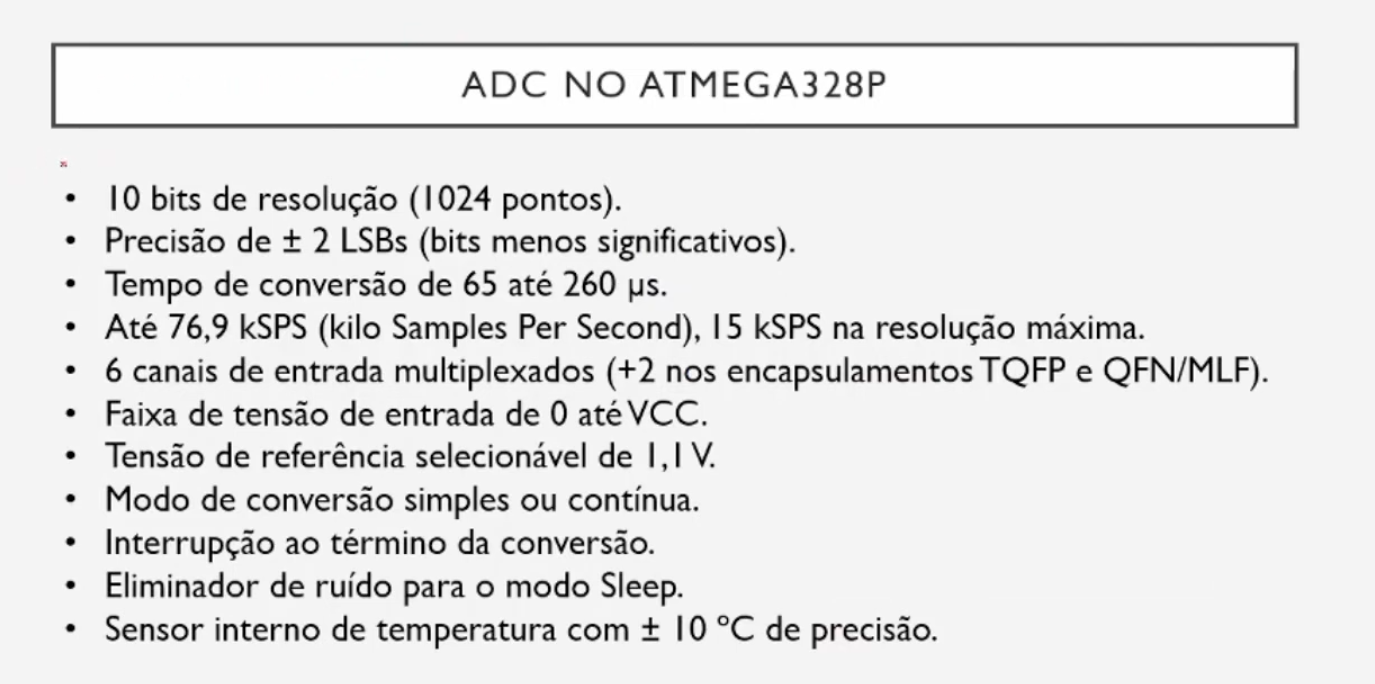 ADC NO ATMEGA328P
• 10 bits de resolução (1024 pontos).
• Precisão de ± 2 LSBs (bits menos significativos).
• Tempo de conversão de 65 até 260 µs.
• Até 76,9 kSPS (kilo Samples Per Second), 15 kSPS na resolução máxima.
• 6 canais de entrada multiplexados (+2 nos encapsulamentos TQFP e QFN/MLF).
• Faixa de tensão de entrada de 0 até VCC.
• Tensão de referência selecionável de 1,1 V.
• Modo de conversão simples ou contínua.
• Interrupção ao término da conversão.
• Eliminador de ruído para o modo Sleep.
• Sensor interno de temperatura com ± 10 ºC de precisão.